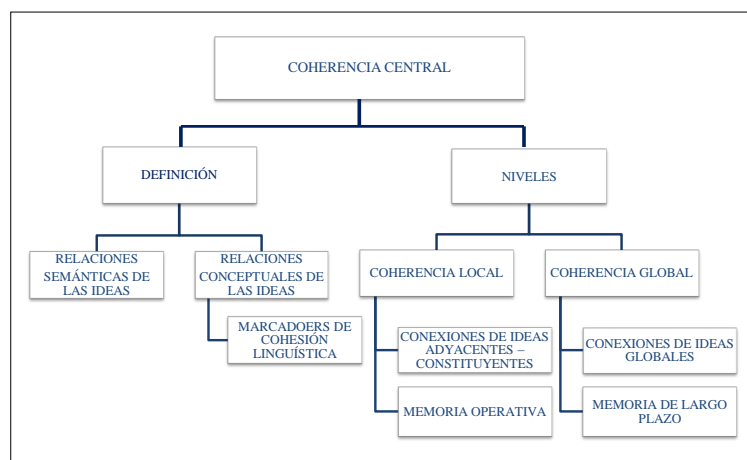 COHERENCIA CENTRAL
DEFINICIÓN
NIVELES
RELACIONES
SEMÁNTICAS DE
LAS IDEAS
RELACIONES
CONCEPTUALES DE
LAS IDEAS
COHERENCIA LOCAL
COHERENCIA GLOBAL
MARCADOERS DE
COHESIÓN
LINGUÍSTICA
CONEXIONES DE IDEAS
ADYACENTES –
CONSTITUYENTES
CONEXIONES DE IDEAS
GLOBALES
MEMORIA OPERATIVA
MEMORIA DE LARGO
PLAZO